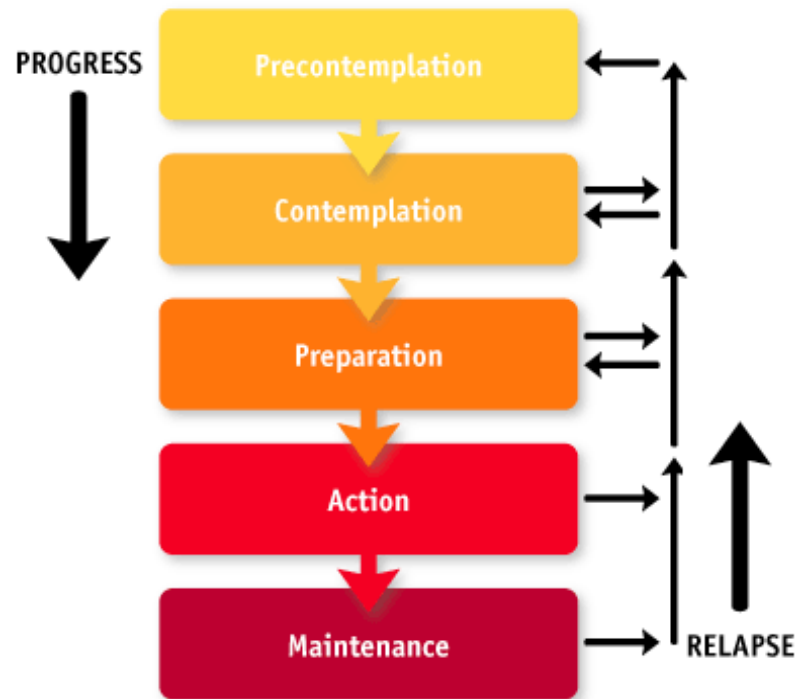 PROGRESS
Precontemplation
Contemplation
Preparation
Action
Maintenance
RELAPSE